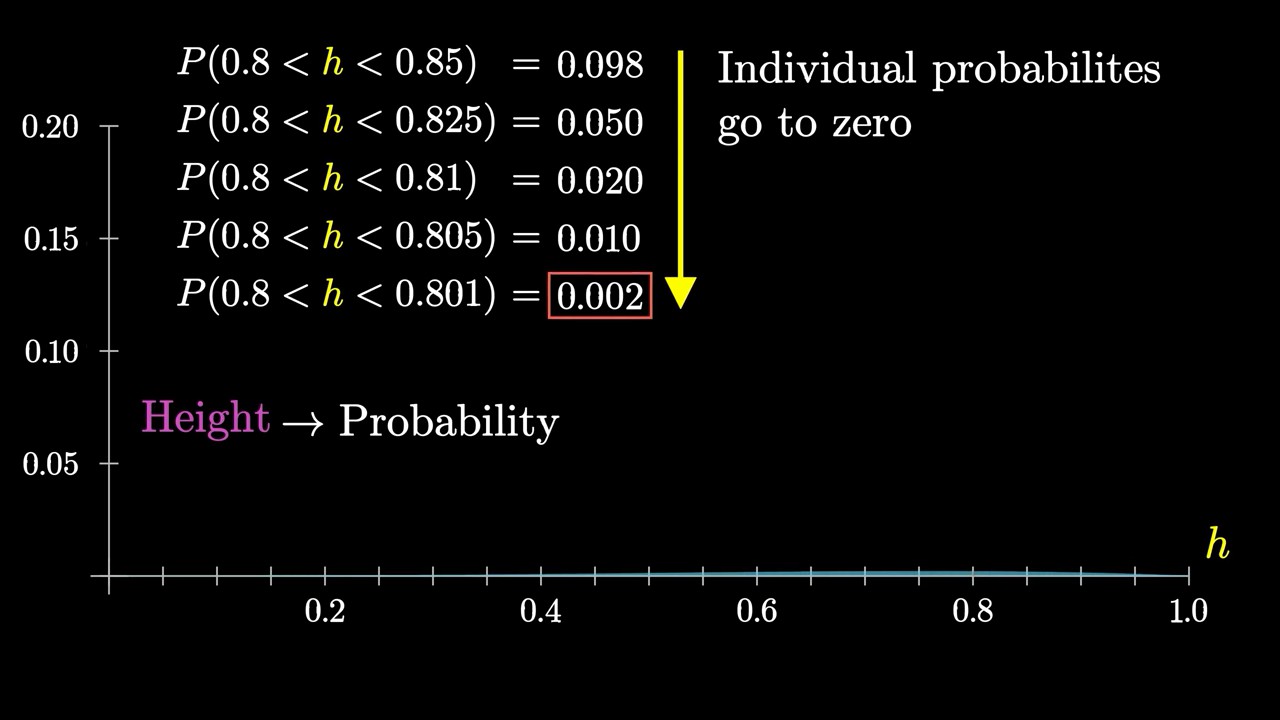 P(0.8 < h < 0.85) = 0.098
P(0.8 < h < 0.825) = 0.050
P(0.8 < h < 0.81) = 0.020
P(0.8 < h < 0.805) = 0.010
P(0.8 < h < 0.801) = 0.002
Individual probabilites
go to zero
0.20
0.15
0.10
0.05
Height → Probability
h
0.2 0.4 0.6 0.8 1.0